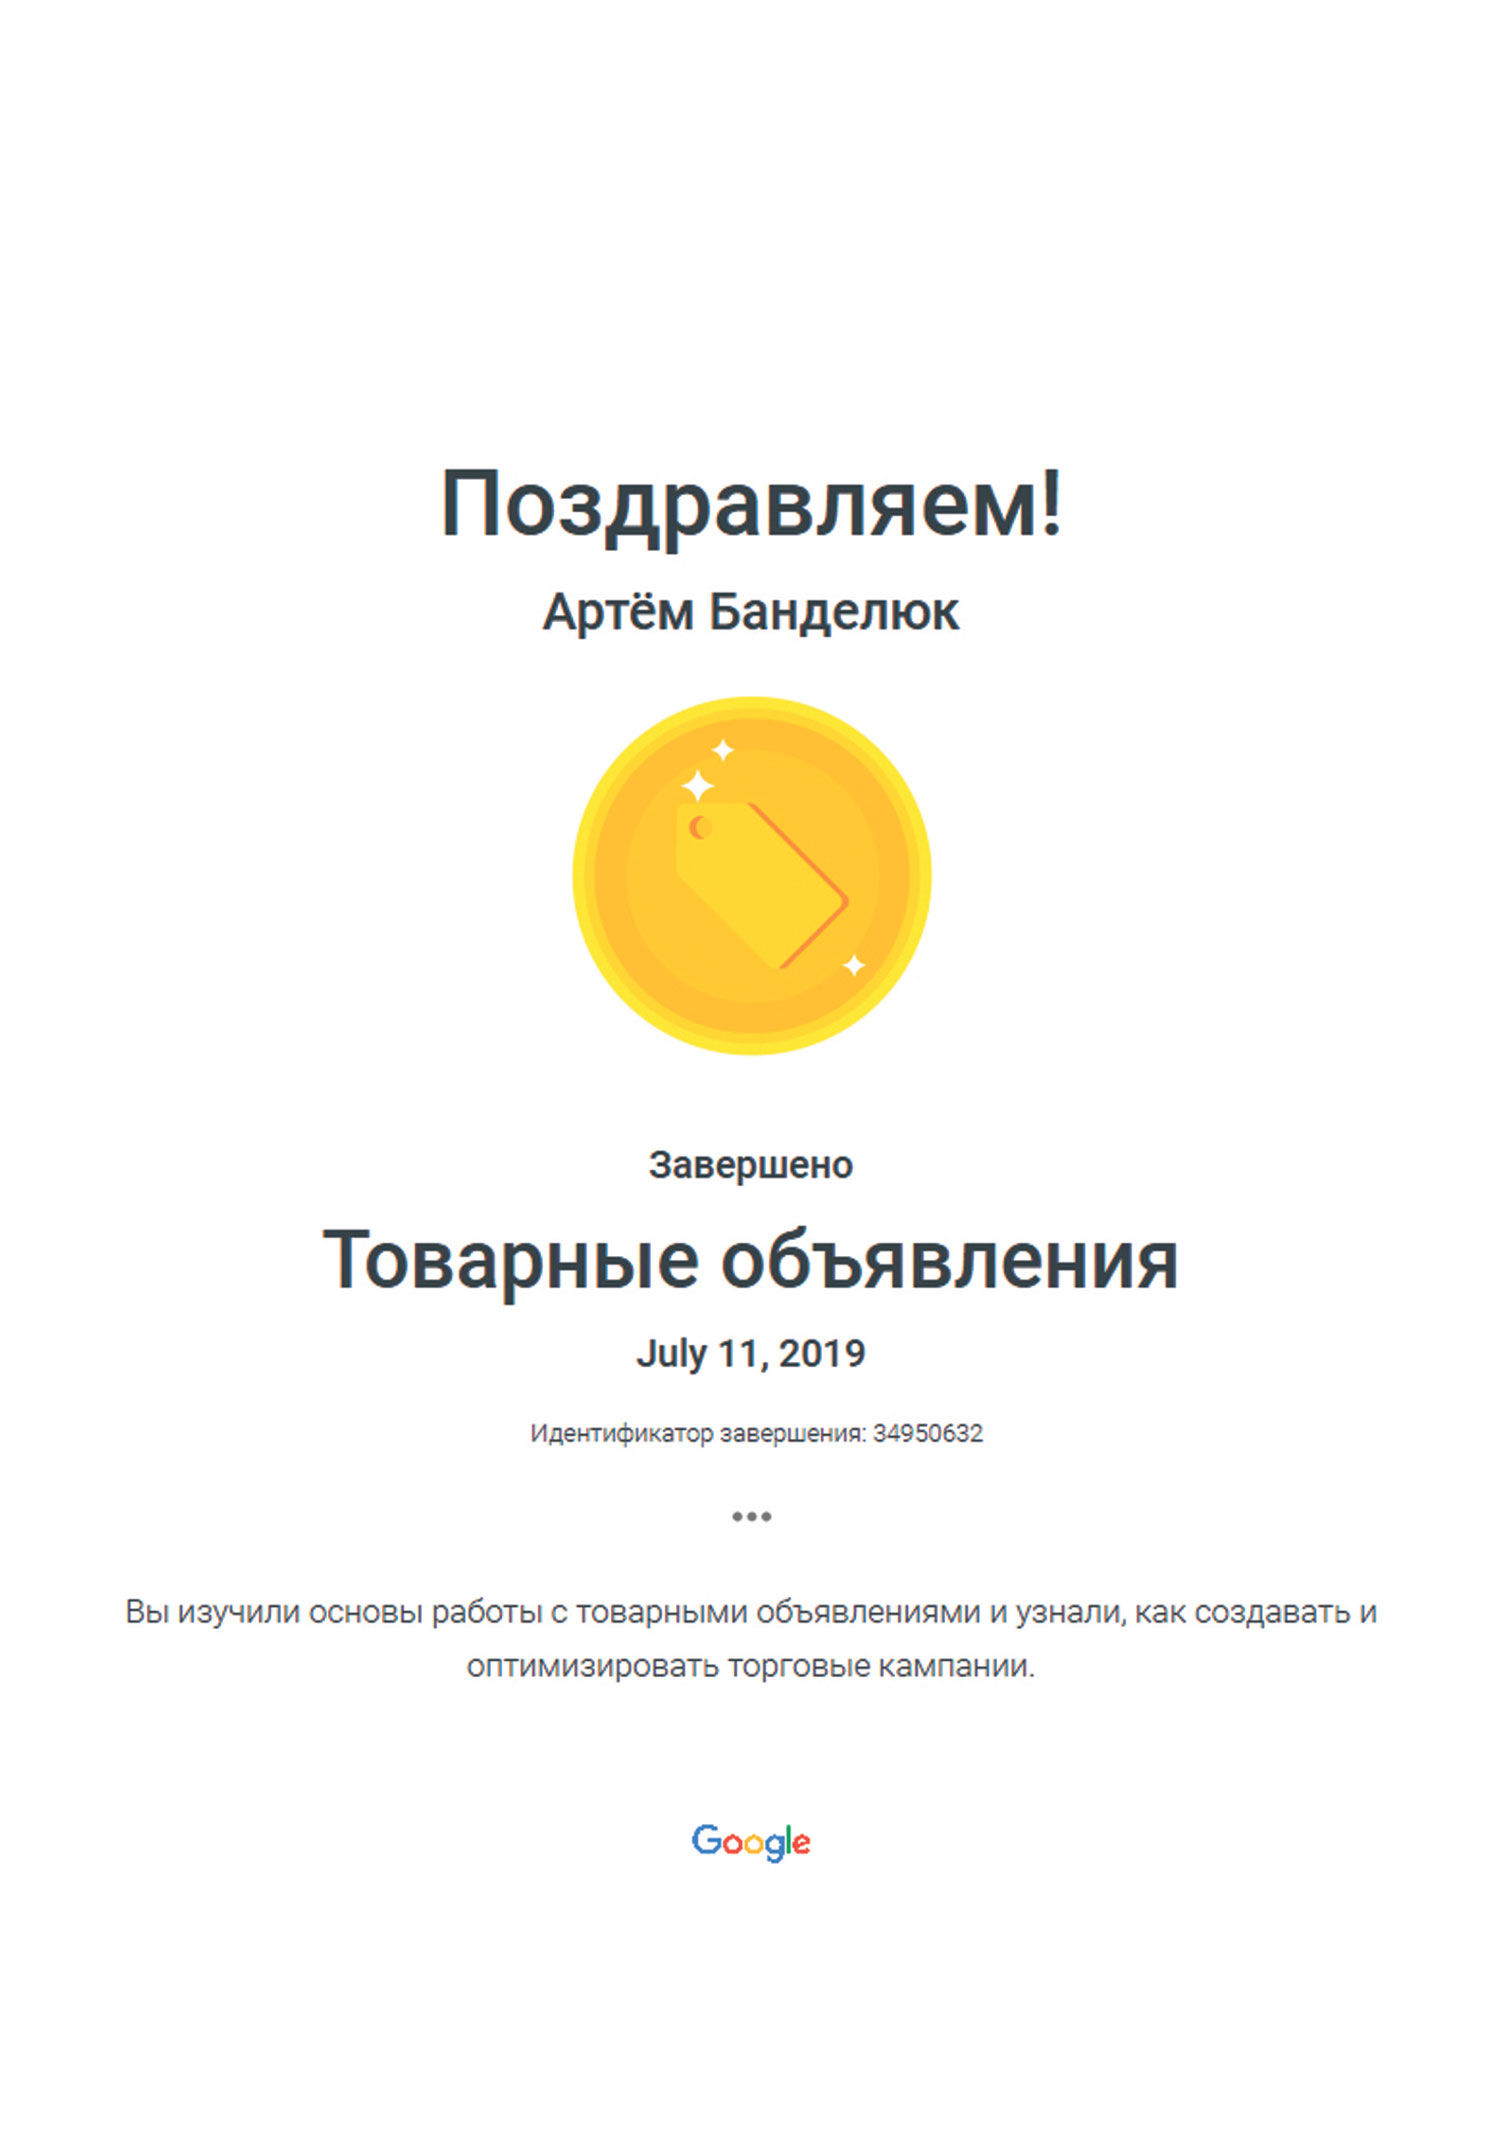 Поздравляем!
Артём Банделюк
Завершено
Товарные объявления
July 11, 2019
Идентификатор завершения: 34950632
•••
Вы изучили основы работы с товарными объявлениями и узнали, как создавать и
оптимизировать торговые кампании.
Google